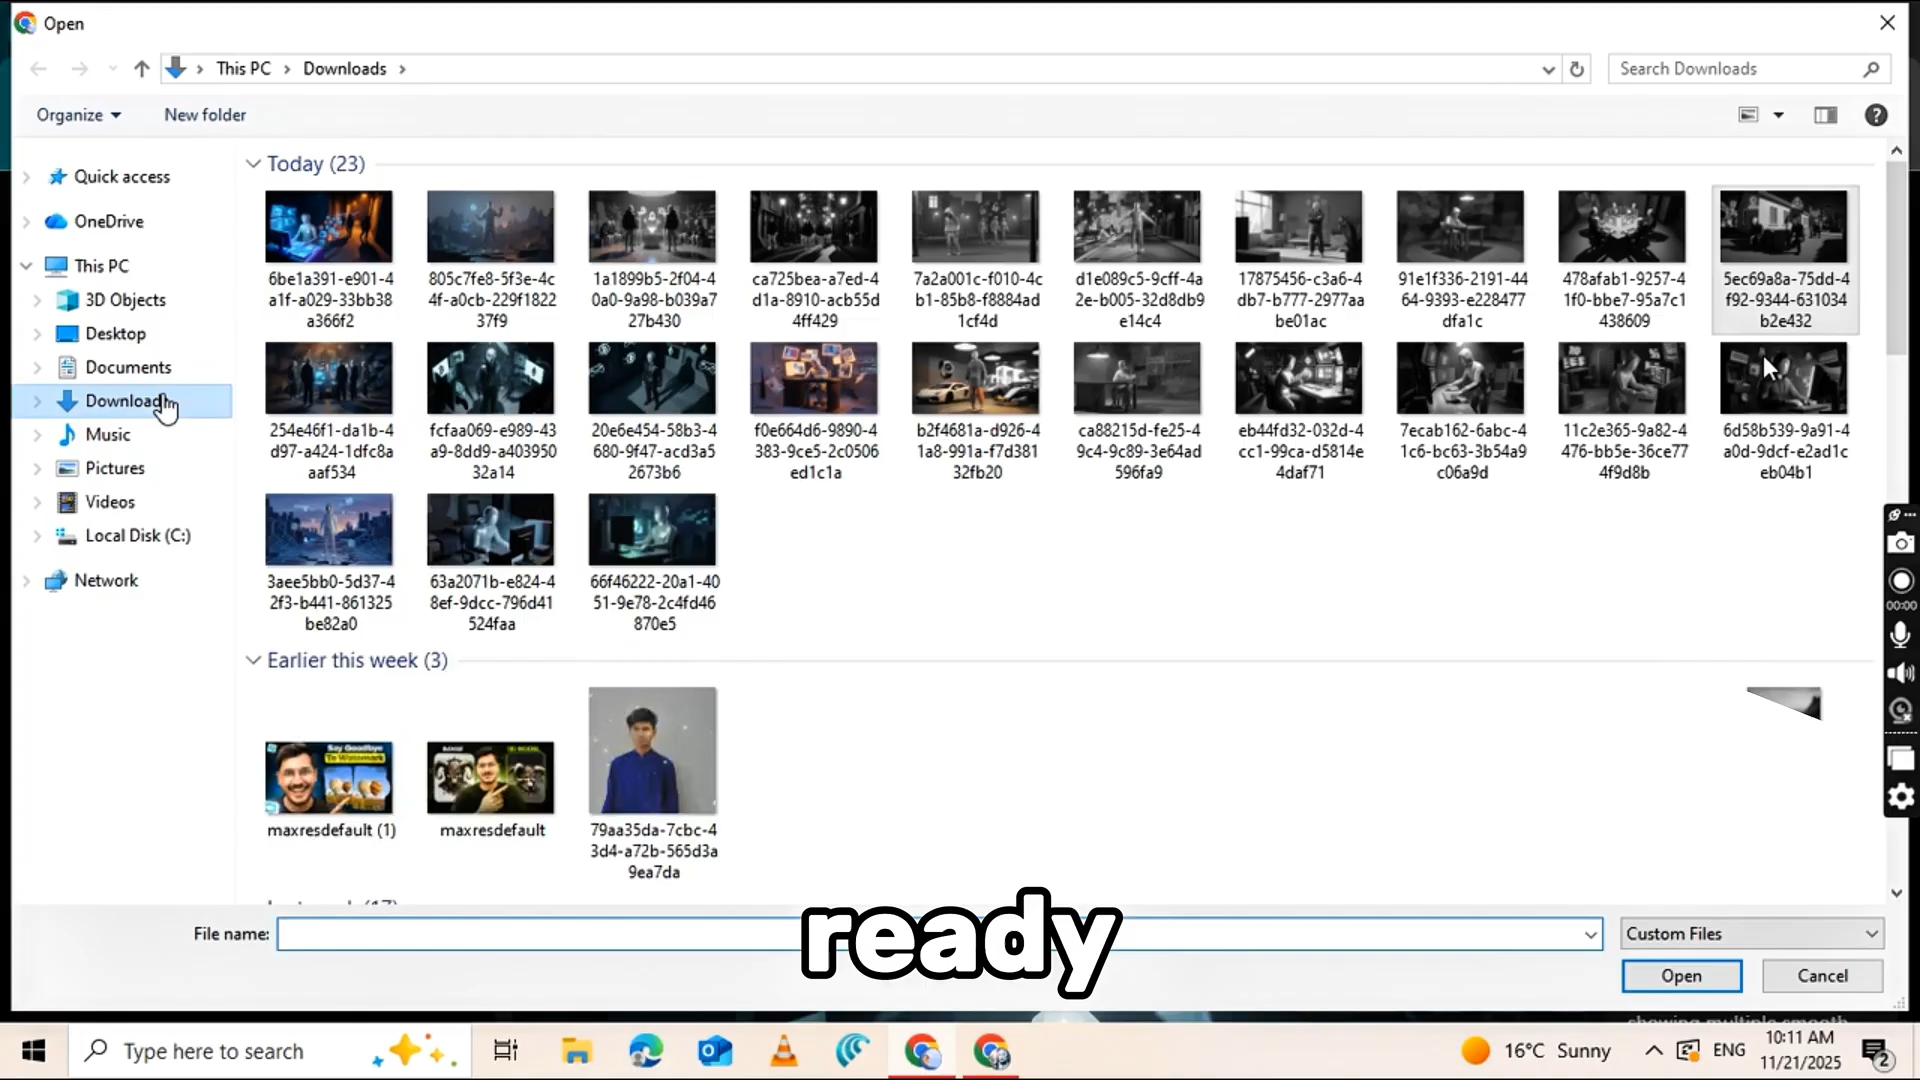 Open
This PC
Downloads
Search Downloads
Organize
New folder
Quick access
OneDrive
This PC
3D Objects
Desktop
Documents
Download
Music
Pictures
Videos
Local Disk (C:)
Network
Today (23)
6be1a391-e901-4
a1f-a029-33bb38
a366f2
805c7fe8-5f3e-4c
4f-a0cb-229f1822
37f9
1a1899b5-2f04-4
0a0-9a98-b039a7
27b430
ca725bea-a7ed-4
d1a-8910-acb55d
4ff429
7a2a001c-f010-4c
b1-85b8-f8884ad
1cf4d
d1e089c5-9cff-4a
2e-b005-32d8db9
e14c4
17875456-c3a6-4
db7-b777-2977aa
be01ac
91e1f336-2191-44
64-9393-e228477
dfa1c
478afab1-9257-4
1f0-bbe7-95a7c1
438609
5ec69a8a-75dd-4
f92-9344-631034
b2e432
254e46f1-da1b-4
d97-a424-1dfc8a
aaf534
fcfaa069-e989-43
a9-8dd9-a403950
32a14
20e6e454-58b3-4
680-9f47-acd3a5
2673b6
f0e664d6-9890-4
383-9ce5-2c0506
ed1c1a
b2f4681a-d926-4
1a8-991a-f7d381
32fb20
ca88215d-fe25-4
9c4-9c89-3e64ad
596fa9
eb44fd32-032d-4
cc1-99ca-d5814e
4daf71
7ecab162-6abc-4
1c6-bc63-3b54a9
c06a9d
11c2e365-9a82-4
476-bb5e-36ce77
4f9d8b
6d58b539-9a91-4
a0d-9dcf-e2ad1c
eb04b1
3aee5bb0-5d37-4
2f3-b441-861325
be82a0
63a2071b-e824-4
8ef-9dcc-796d41
524faa
66f46222-20a1-40
51-9e78-2c4fd46
870e5
Earlier this week (3)
Say Goodbye
To Watermark
maxresdefault (1)
maxresdefault
79aa35da-7cbc-4
3d4-a72b-565d3a
9ea7da
00:00
File name:
Custom Files
ready
Open
Cancel
Type here to search
16°C Sunny
ENG
10:11 AM
11/21/2025
2